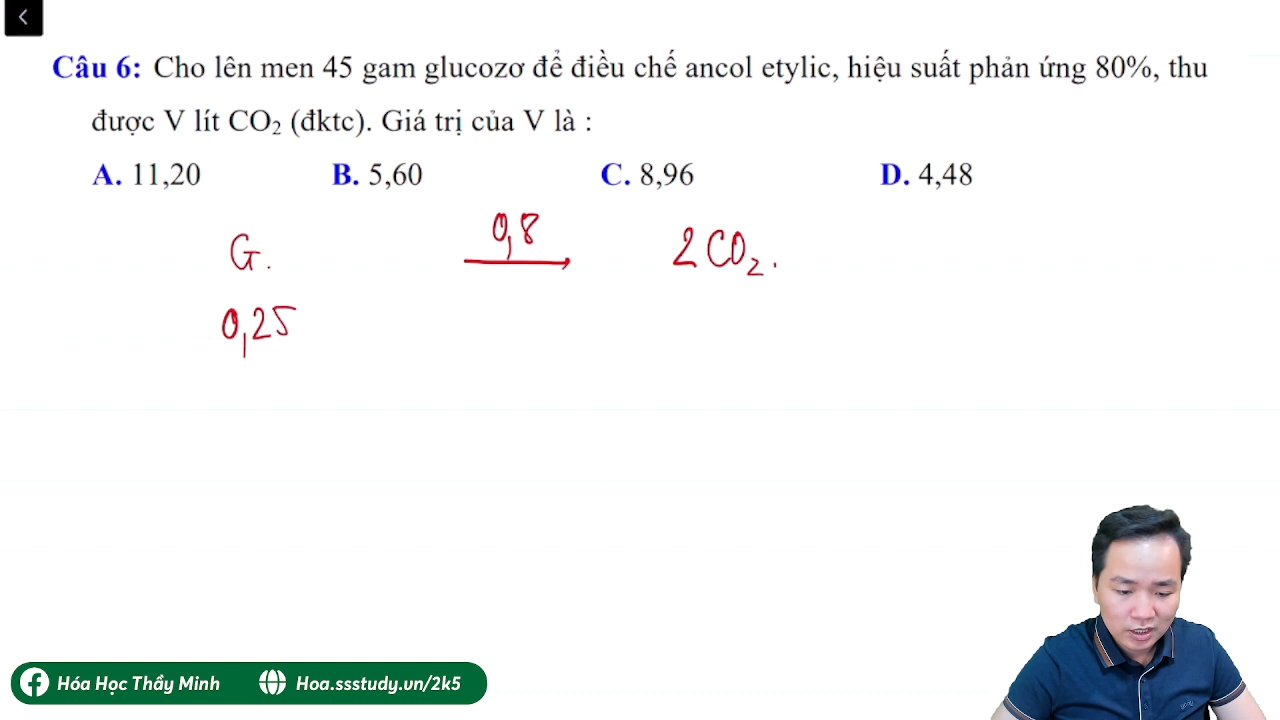 Câu 6: Cho lên men 45 gam glucozơ để điều chế ancol etylic, hiệu suất phản ứng 80%, thu
được V lít CO₂ (đktc). Giá trị của V là :
A. 11,20 B. 5,60 C. 8,96 D. 4,48
0,8
G. → 2CO₂.
0,25
Hóa Học Thầy Minh Hoa.ssstudy.vn/2k5